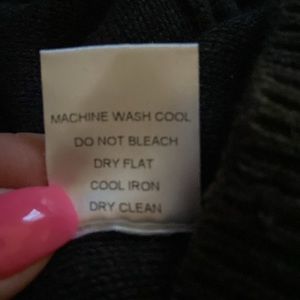 MACHINE WASH COOL
DO NOT BLEACH
DRY FLAT
COOL IRON
DRY CLEAN